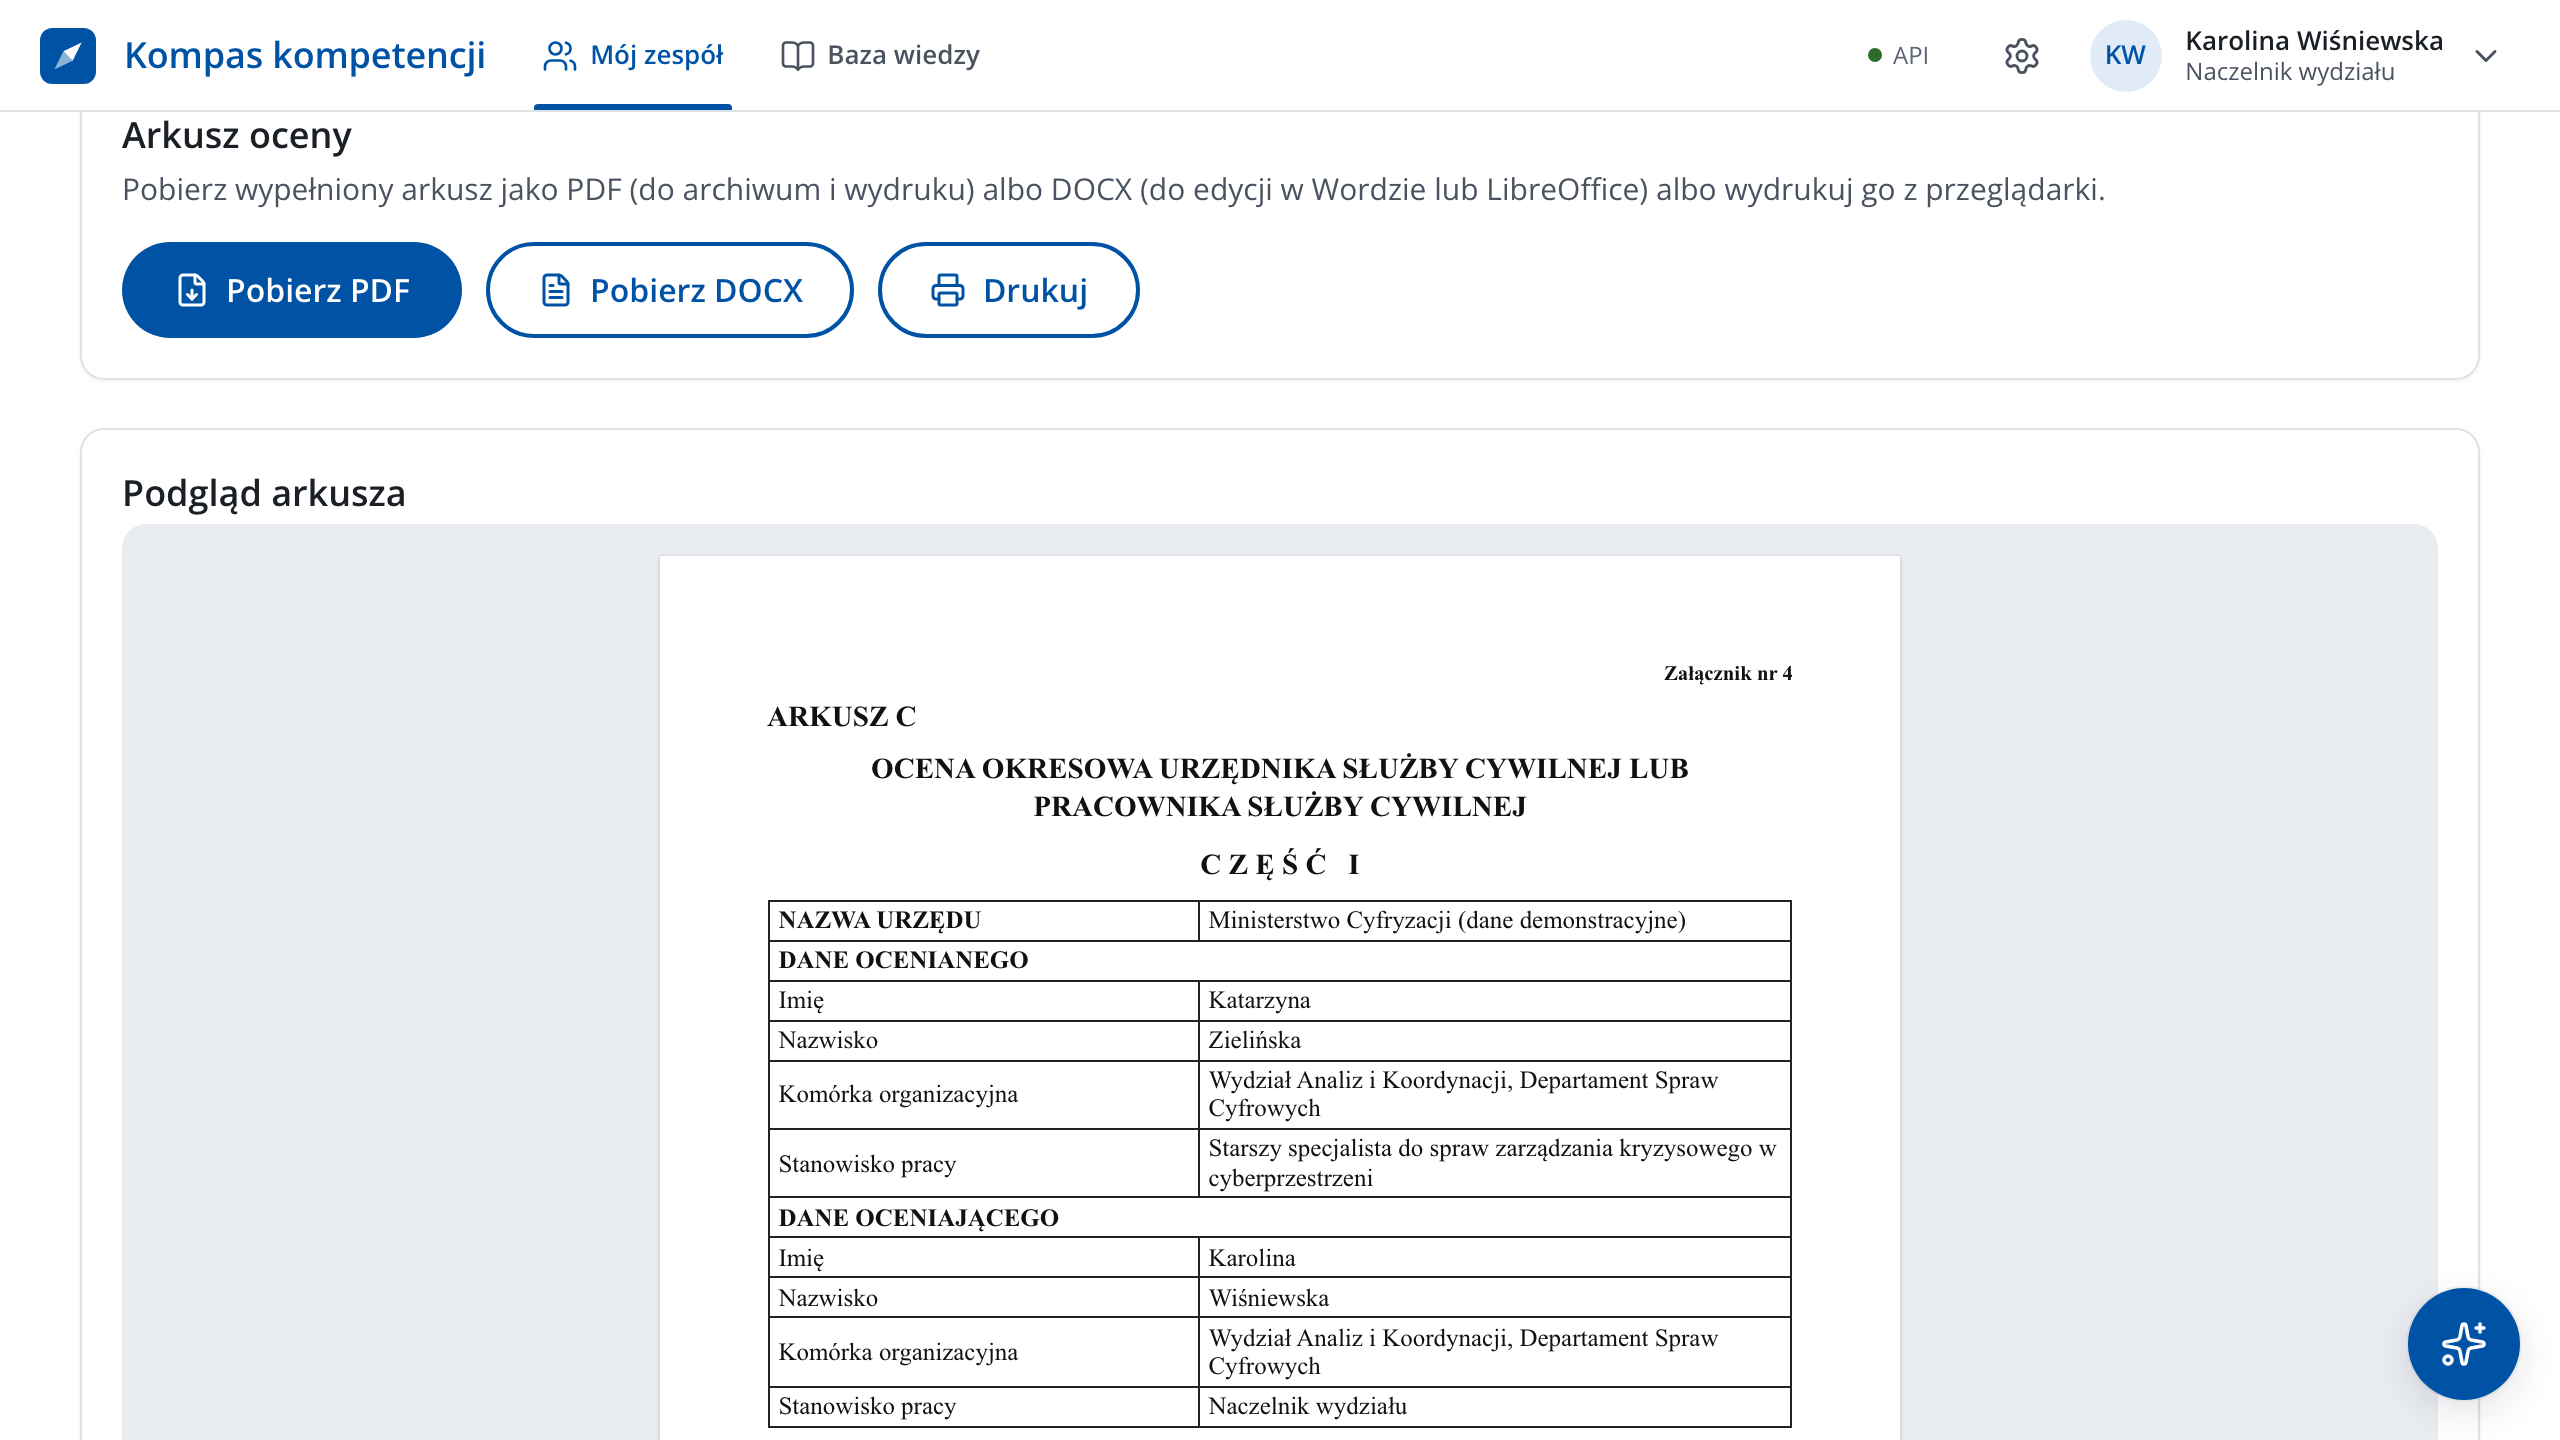 Kompas kompetencji
Mój zespół
Baza wiedzy
API
KW
Karolina Wiśniewska
Naczelnik wydziału
Arkusz oceny
Pobierz wypełniony arkusz jako PDF (do archiwum i wydruku) albo DOCX (do edycji w Wordzie lub LibreOffice) albo wydrukuj go z przeglądarki.
Pobierz PDF
Pobierz DOCX
Drukuj
Podgląd arkusza
Załącznik nr 4
ARKUSZ C
OCENA OKRESOWA URZĘDNIKA SŁUŻBY CYWILNEJ LUB
PRACOWNIKA SŁUŻBY CYWILNEJ
CZĘŚĆ I
NAZWA URZĘDU
Ministerstwo Cyfryzacji (dane demonstracyjne)
DANE OCENIANEGO
Imię
Katarzyna
Nazwisko
Zielińska
Komórka organizacyjna
Wydział Analiz i Koordynacji, Departament Spraw
Cyfrowych
Stanowisko pracy
Starszy specjalista do spraw zarządzania kryzysowego w
cyberprzestrzeni
DANE OCENIAJĄCEGO
Imię
Karolina
Nazwisko
Wiśniewska
Komórka organizacyjna
Wydział Analiz i Koordynacji, Departament Spraw
Cyfrowych
Stanowisko pracy
Naczelnik wydziału